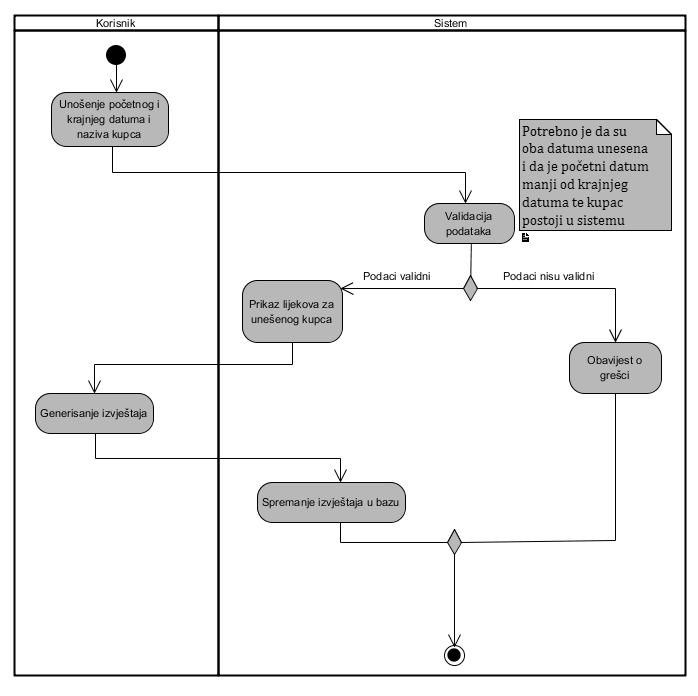 Korisnik
Sistem
Unošenje početnog i
krajnjeg datuma i
naziva kupca
Potrebno je da su
oba datuma unesena
i da je početni datum
manji od krajnjeg
datuma te kupac
postoji u sistemu
Validacija
podataka
Podaci validni
Podaci nisu validni
Prikaz lijekova za
unešenog kupca
Obavijest o
grešci
Generisanje izvještaja
Spremanje izvještaja u bazu